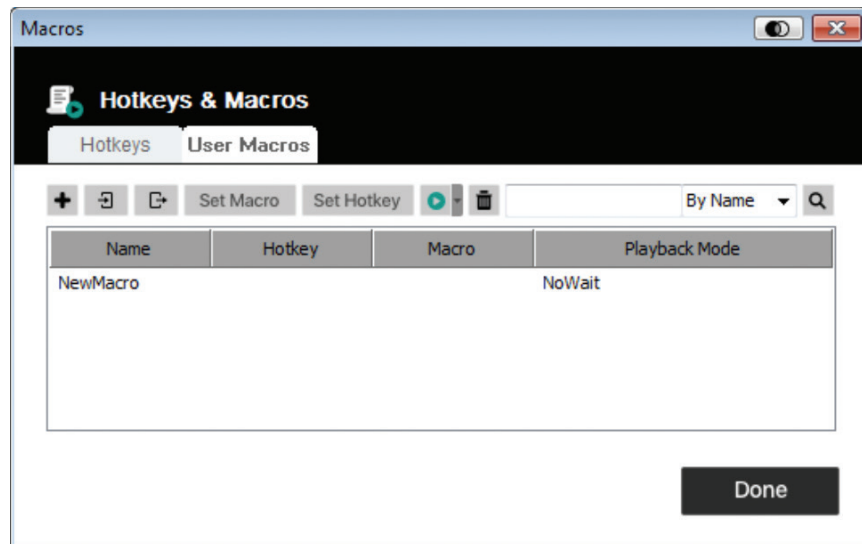 Macros
Hotkeys & Macros
Hotkeys User Macros
Set Macro Set Hotkey By Name
Name Hotkey Macro Playback Mode
NewMacro NoWait
Done